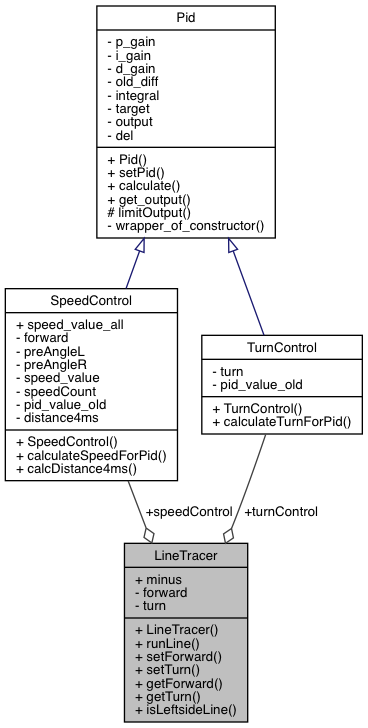 Pid
- p_gain
- i_gain
- d_gain
- old_diff
- integral
- target
- output
- del
+ Pid()
+ setPid()
+ calculate()
+ get_output()
# limitOutput()
- wrapper_of_constructor()
SpeedControl
+ speed_value_all
- forward
- preAngleL
- preAngleR
- speed_value
- speedCount
- pid_value_old
- distance4ms
+ SpeedControl()
+ calculateSpeedForPid()
+ calcDistance4ms()
TurnControl
- turn
- pid_value_old
+ TurnControl()
+ calculateTurnForPid()
+speedControl
+turnControl
LineTracer
+ minus
- forward
- turn
+ LineTracer()
+ runLine()
+ setForward()
+ setTurn()
+ getForward()
+ getTurn()
+ isLeftsideLine()